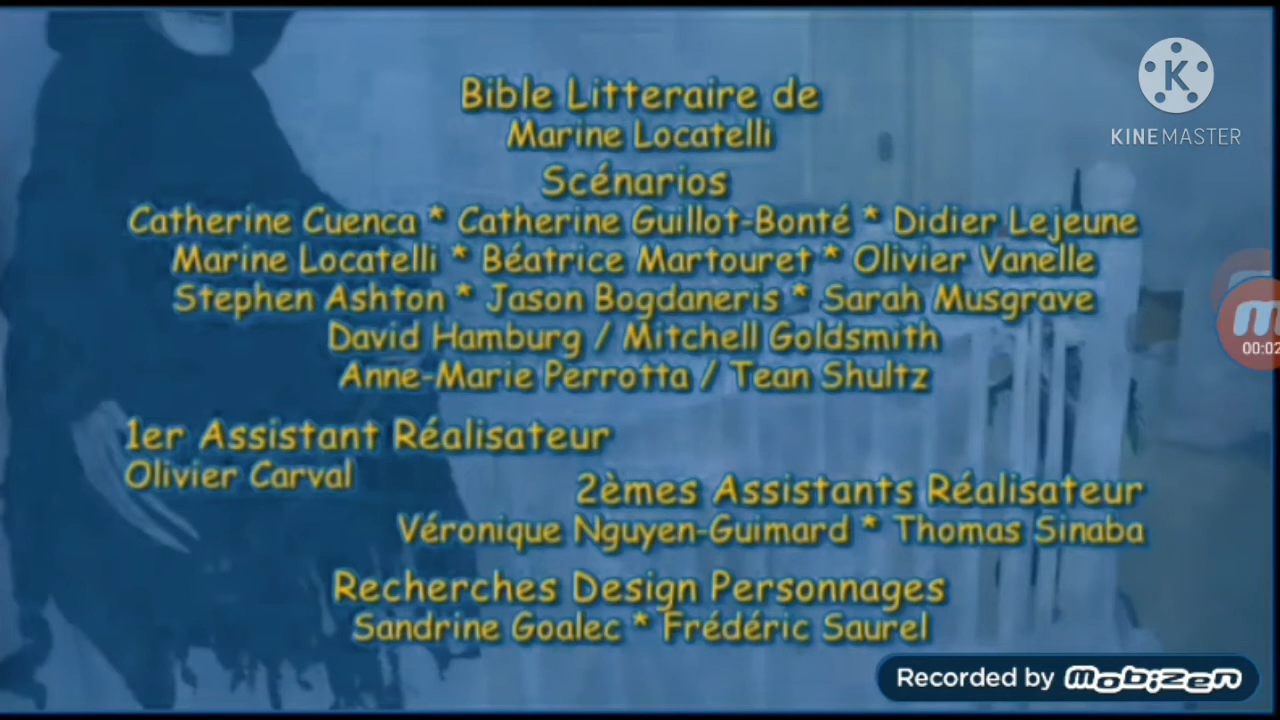 Bible Litteraire de
Marine Locatelli
Scénarios
Catherine Cuenca * Catherine Guillot-Bonté * Didier Lejeune
Marine Locatelli * Béatrice Martouret * Olivier Vanelle
Stephen Ashton * Jason Bogdaneris * Sarah Musgrave
David Hamburg / Mitchell Goldsmith
Anne-Marie Perrotta / Tean Shultz
1er Assistant Réalisateur
Olivier Carval
2èmes Assistants Réalisateur
Véronique Nguyen-Guimard * Thomas Sinaba
Recherches Design Personnages
Sandrine Goalec * Frédéric Saurel
K
KINEMASTER
00:02
Recorded by mobizen